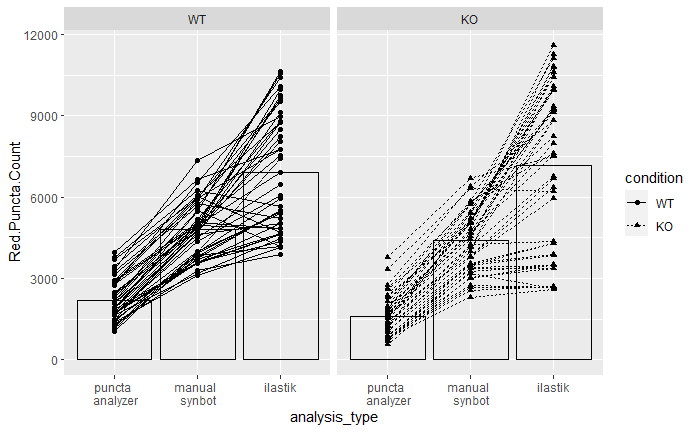 WT
KO
12000
9000
6000
3000
0
Red.Puncta.Count
puncta
analyzer
manual
synbot
ilastik
puncta
analyzer
manual
synbot
ilastik
analysis_type
condition
WT
KO